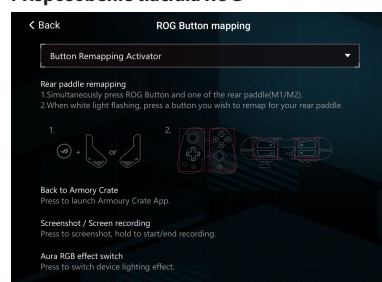 Back
ROG Button mapping
Button Remapping Activator
Rear paddle remapping
1.Simultaneously press ROG Button and one of the rear paddle(M1/M2).
2.When white light flashing, press a button you wish to remap for your rear paddle.
1.
2.
+
or
Back to Armory Crate
Press to launch Armoury Crate App.
Screenshot / Screen recording
Press to screenshot, hold to start/end recording.
Aura RGB effect switch
Press to switch device lighting effect.